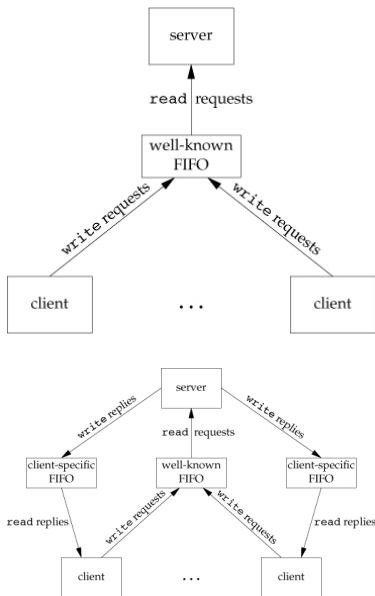 server
read requests
well-known
FIFO
write requests
write requests
client
...
client
server
write replies
write replies
read requests
client-specific
FIFO
well-known
FIFO
client-specific
FIFO
read replies
write requests
write requests
read replies
client
...
client